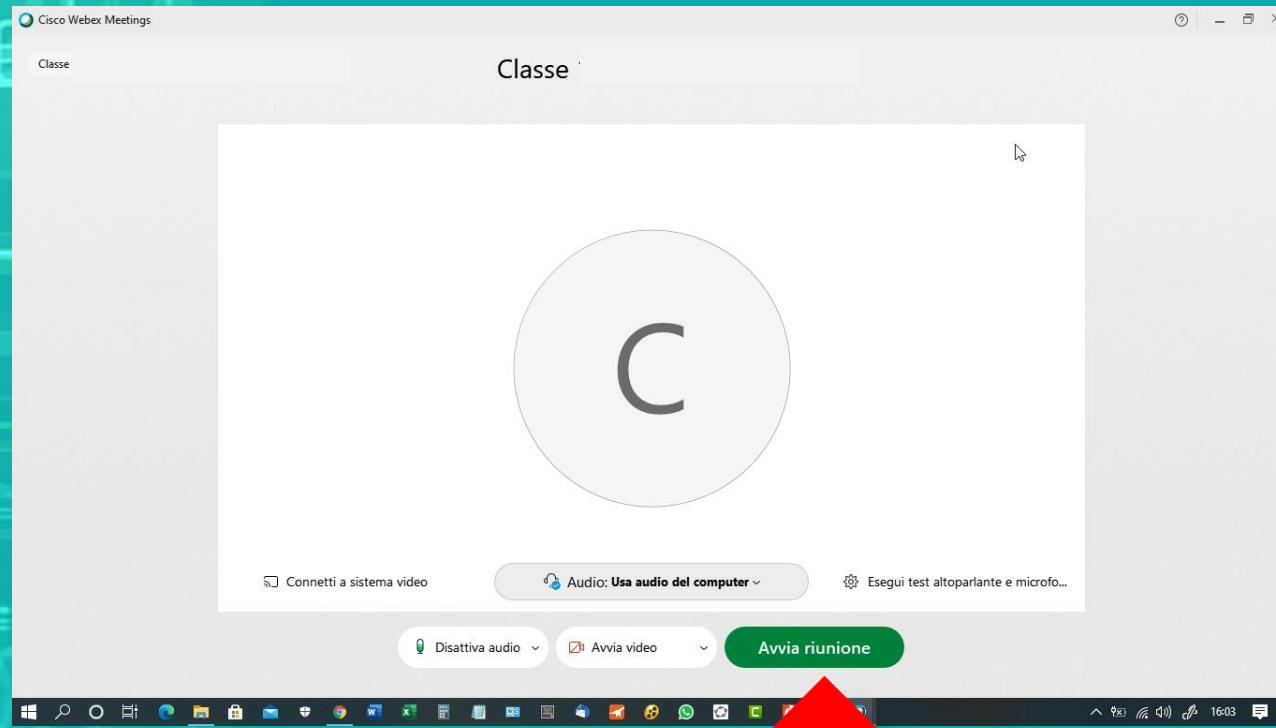 Cisco Webex Meetings
Classe
Classe
C
Connetti a sistema video
Audio: Usa audio del computer
Esegui test altoparlante e microfo...
Disattiva audio
Avvia video
Avvia riunione
16:03